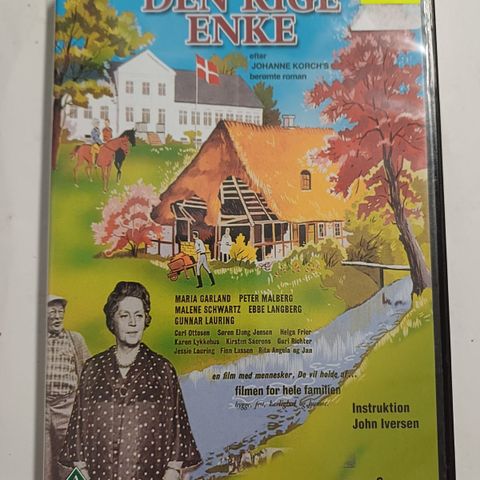 DEN RIGE
ENKE
efter
JOHANNE KORCH'S
berømte roman
MARIA GARLAND PETER MALBERG
MALENE SCHWARTZ EBBE LANGBERG
GUNNAR LAURING
Carl Ottosen Søren Elung Jensen Helge Frier
Karen Lykkehus Kirsten Saerens Guri Richter
Jessie Lauring Finn Lassen Rita Angela og Jan
en film med mennesker, De vil holde af...
filmen for hele familien
Instruktion
John Iversen
A